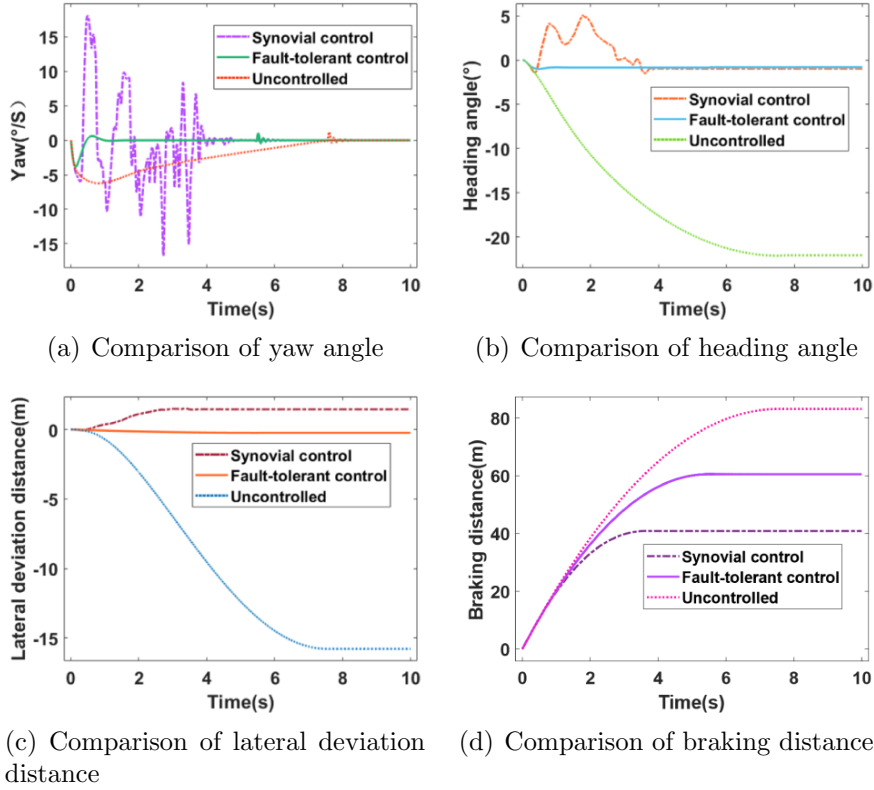 15
10
5
0
-5
-10
-15
Yaw(°/S)
Synovial control
Fault-tolerant control
Uncontrolled
0 2 4 6 8 10
Time(s)
(a) Comparison of yaw angle
5
0
-5
-10
-15
-20
Heading angle(°)
Synovial control
Fault-tolerant control
Uncontrolled
0 2 4 6 8 10
Time(s)
(b) Comparison of heading angle
0
-5
-10
-15
Lateral deviation distance(m)
Synovial control
Fault-tolerant control
Uncontrolled
0 2 4 6 8 10
Time(s)
(c) Comparison of lateral deviation
distance
80
60
40
20
0
Braking distance(m)
Synovial control
Fault-tolerant control
Uncontrolled
0 2 4 6 8 10
Time(s)
(d) Comparison of braking distance